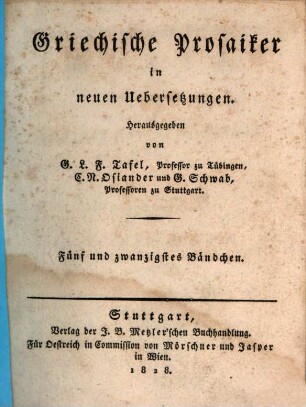 Griechische Prosaiker
in
neuen Uebersetzungen.
Herausgegeben
von
G. L. F. Tafel, Professor zu Tübingen,
C. N. Osiander und G. Schwab,
Professoren zu Stuttgart.
Fünf und zwanzigstes Bändchen.
Stuttgart,
Verlag der J. B. Metzler'schen Buchhandlung.
Für Oestreich in Commission von Mörschner und Jasper
in Wien.
1828.